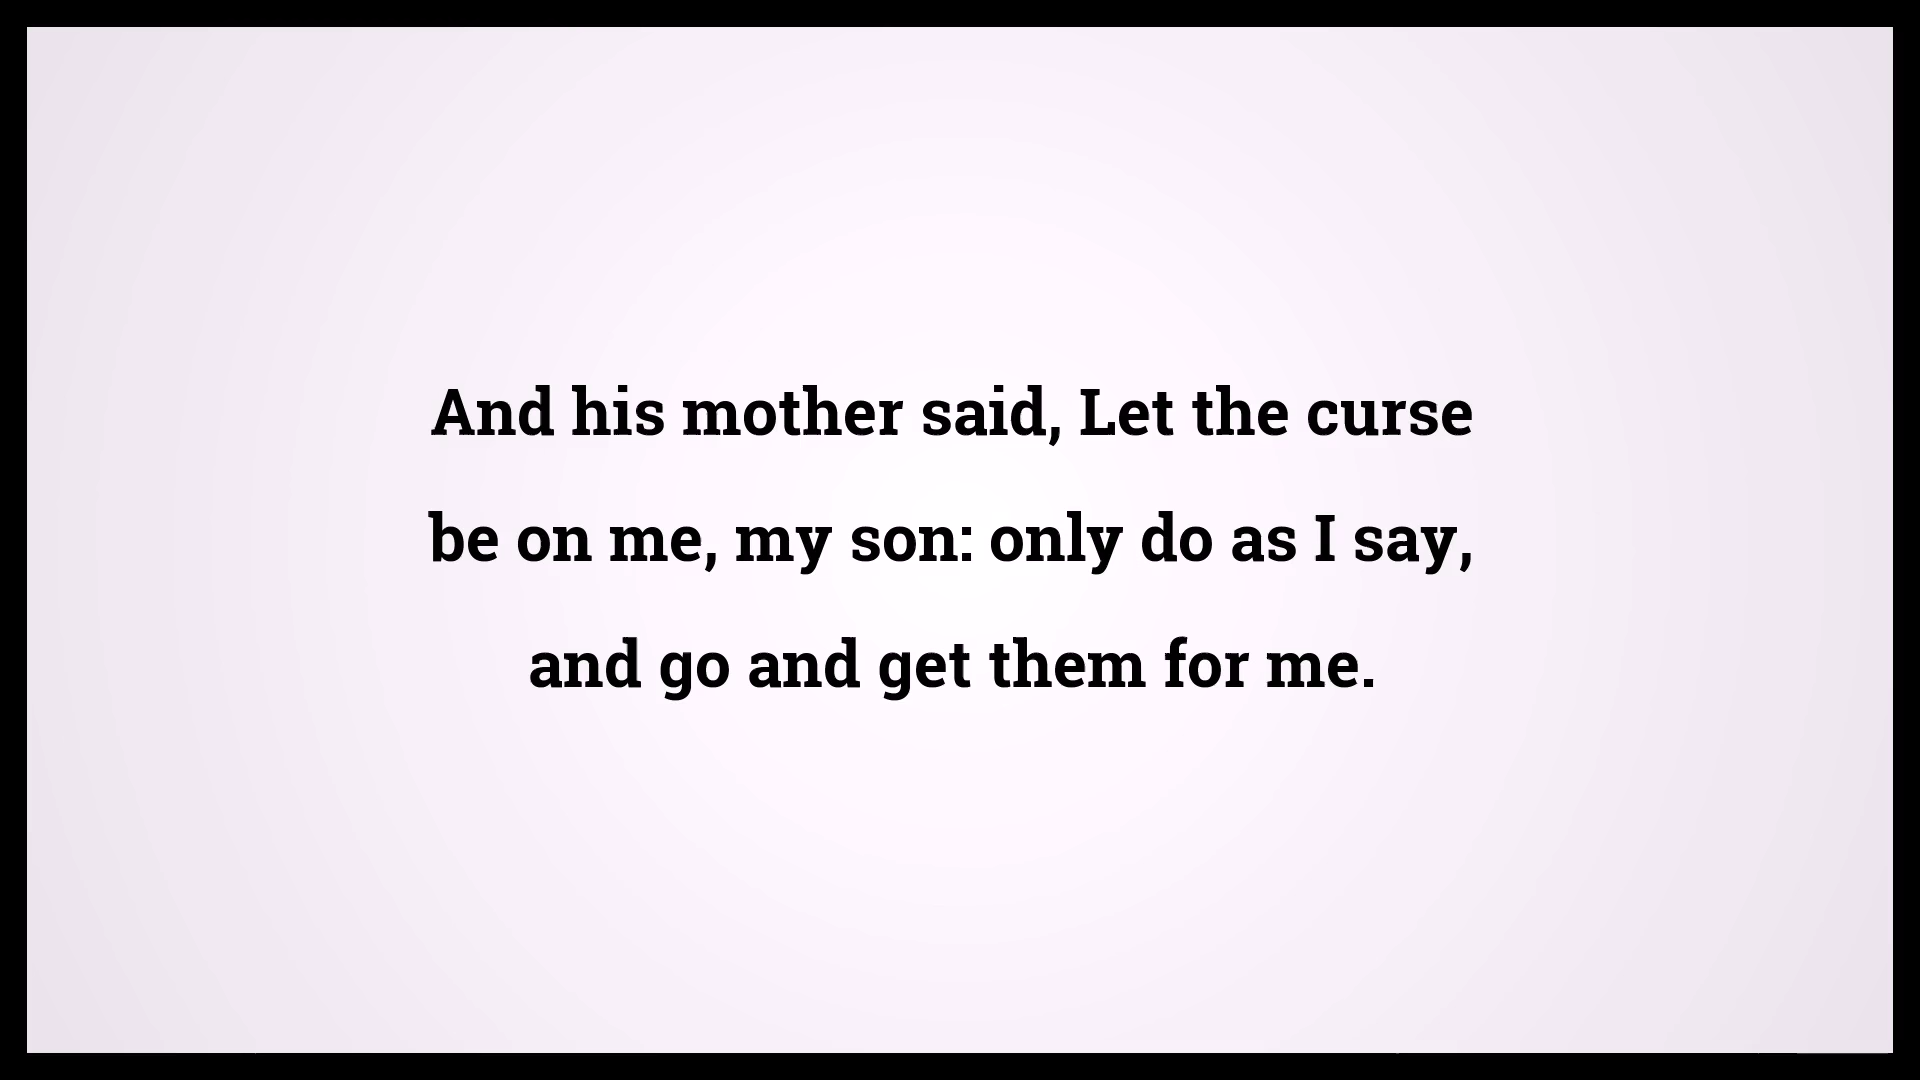 And his mother said, Let the curse
be on me, my son: only do as I say,
and go and get them for me.